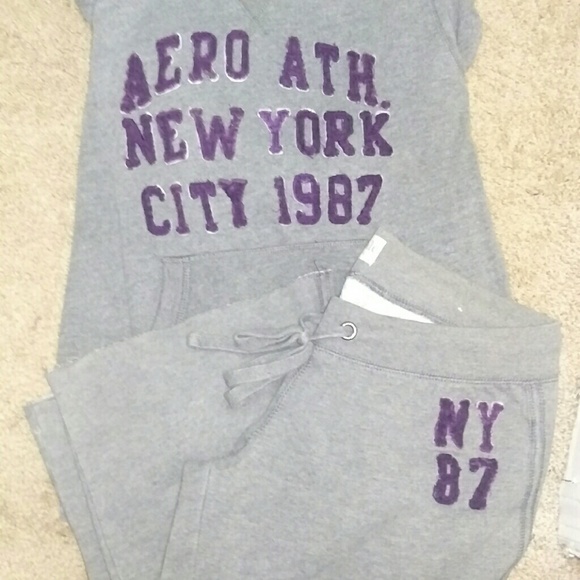 AERO ATH.
NEW YORK
CITY 1987
NY
87